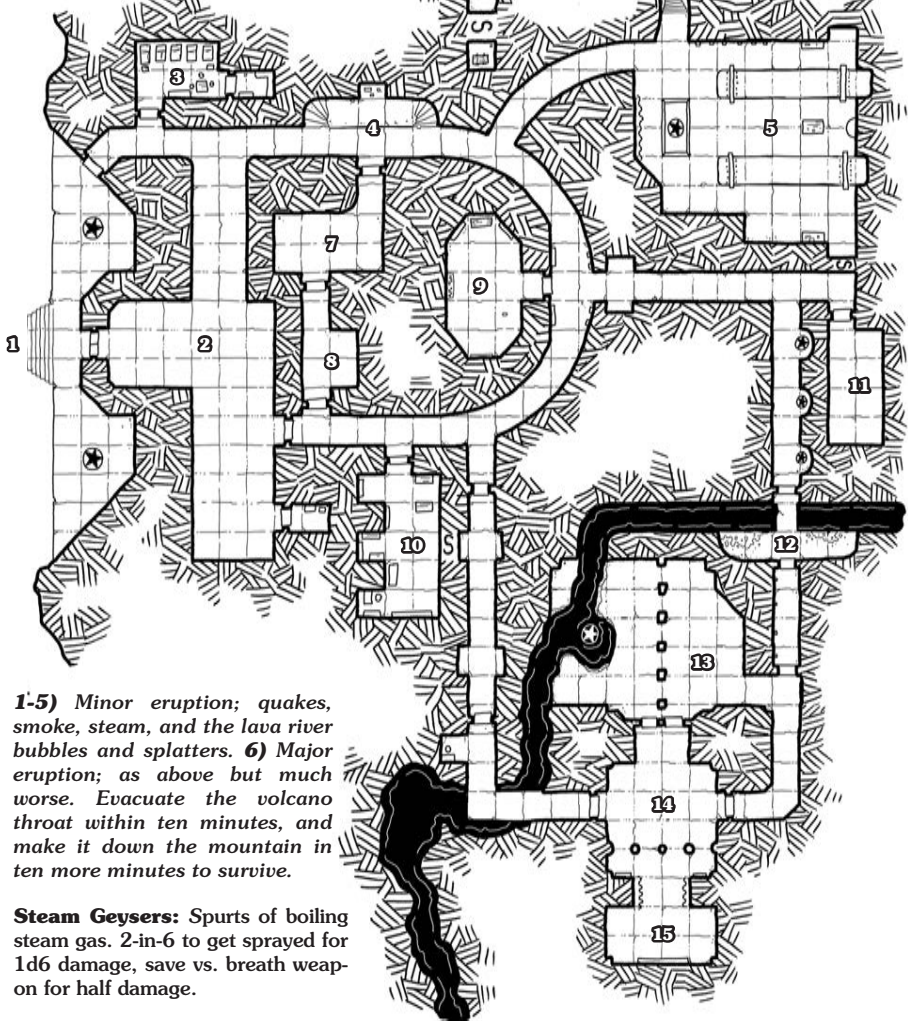 S
3
4
5
7
9
S
1
2
8
11
10
S
12
13
14
15
1-5) Minor eruption; quakes,
smoke, steam, and the lava river
bubbles and splatters. 6) Major
eruption; as above but much
worse. Evacuate the volcano
throat within ten minutes, and
make it down the mountain in
ten more minutes to survive.
Steam Geysers: Spurts of boiling
steam gas. 2-in-6 to get sprayed for
1d6 damage, save vs. breath weap-
on for half damage.